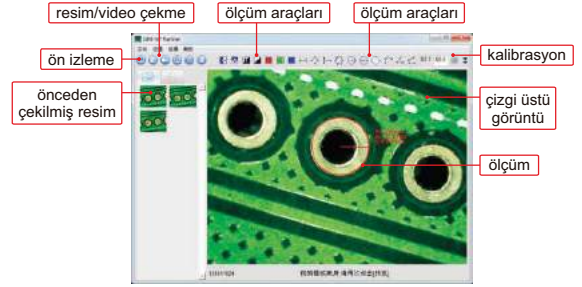 resim/video çekme
ölçüm araçları
ölçüm araçları
ön izleme
kalibrasyon
önceden
çekilmiş resim
çizgi üstü
görüntü
ölçüm